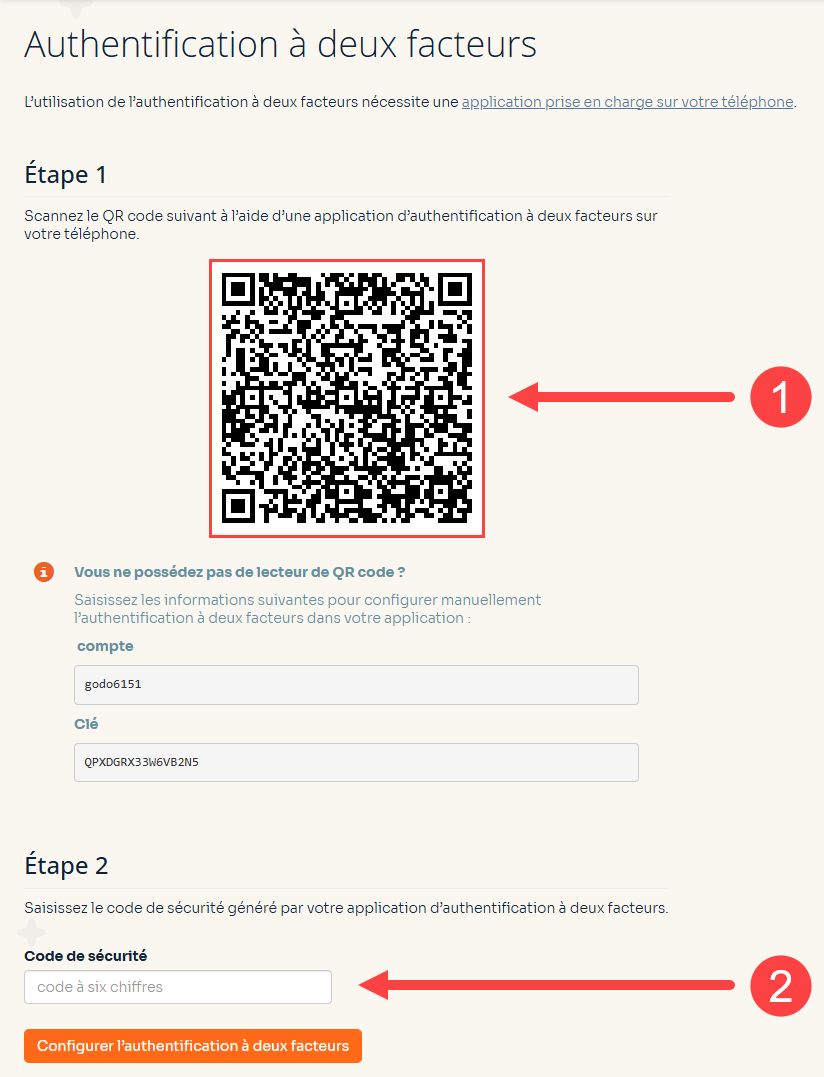 Authentification à deux facteurs
L’utilisation de l’authentification à deux facteurs nécessite une application prise en charge sur votre téléphone.
Étape 1
Scannez le QR code suivant à l’aide d’une application d’authentification à deux facteurs sur
votre téléphone.
1
Vous ne possédez pas de lecteur de QR code ?
Saisissez les informations suivantes pour configurer manuellement
l’authentification à deux facteurs dans votre application :
compte
godo6151
Clé
QPXDGRX33W6VB2N5
Étape 2
Saisissez le code de sécurité généré par votre application d’authentification à deux facteurs.
Code de sécurité
code à six chiffres
2
Configurer l’authentification à deux facteurs